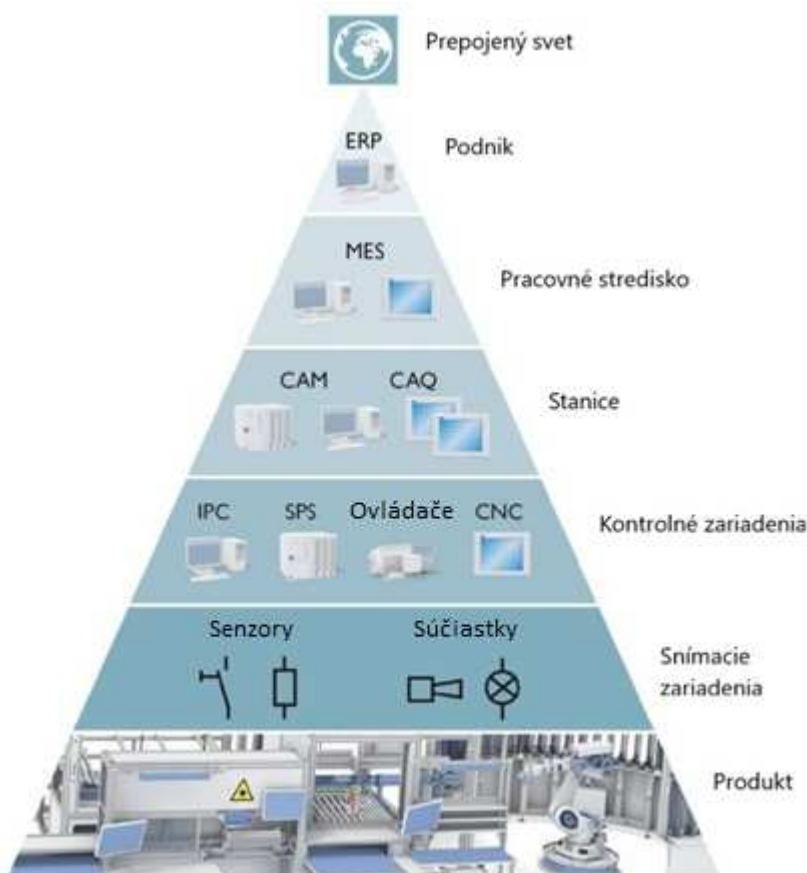 Prepojený svet
ERP
Podnik
MES
Pracovné stredisko
CAM CAQ
Stanice
IPC SPS Ovládače CNC
Kontrolné zariadenia
Senzory Súčiastky
Snímacie
zariadenia
Produkt